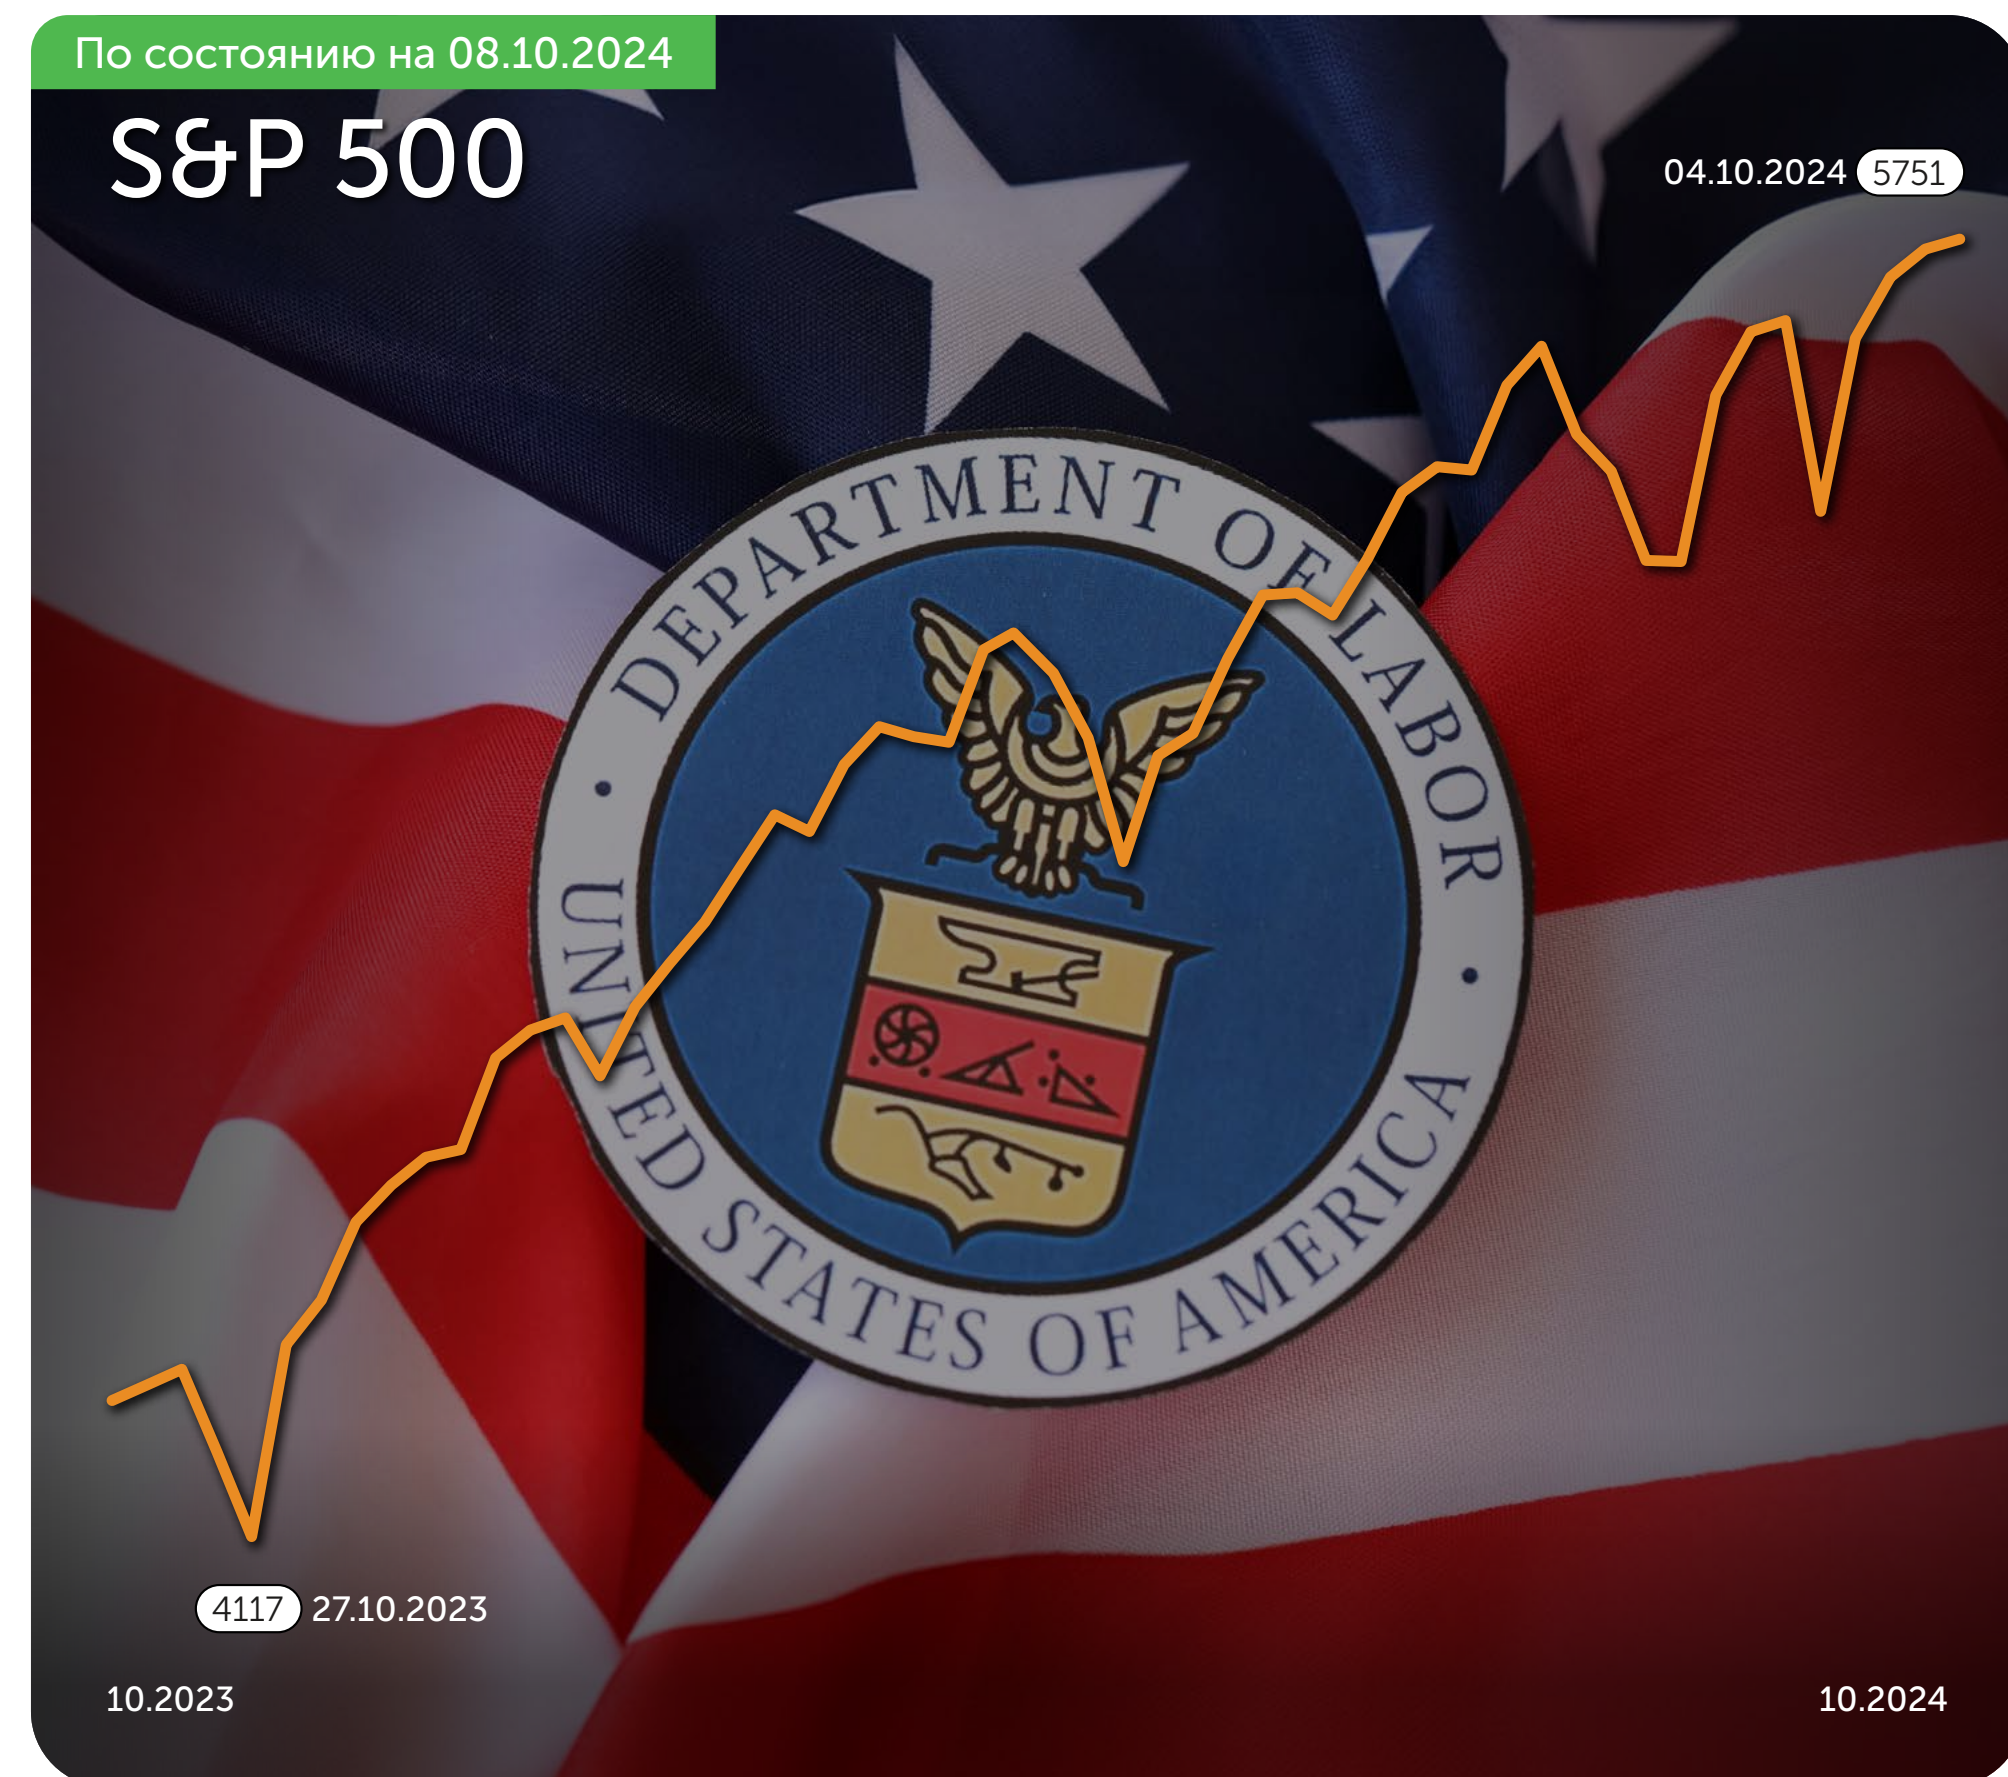 По состоянию на 08.10.2024
S&P 500
04.10.2024 5751
DEPARTMENT OF LABOR
UNITED STATES OF AMERICA
4117 27.10.2023
10.2023
10.2024